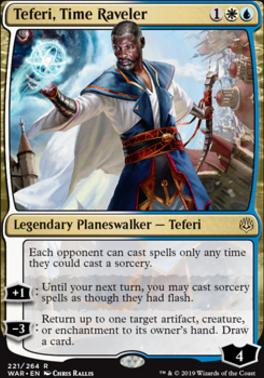 Teferi, Time Raveler 1
Legendary Planeswalker — Teferi
Each opponent can cast spells only any time
they could cast a sorcery.
+1: Until your next turn, you may cast sorcery
spells as though they had flash.
−3: Return up to one target artifact, creature,
or enchantment to its owner's hand. Draw
a card.
4
221/264 R
WAR • EN CHRIS RALLIS
™ & © 2019 Wizards of the Coast